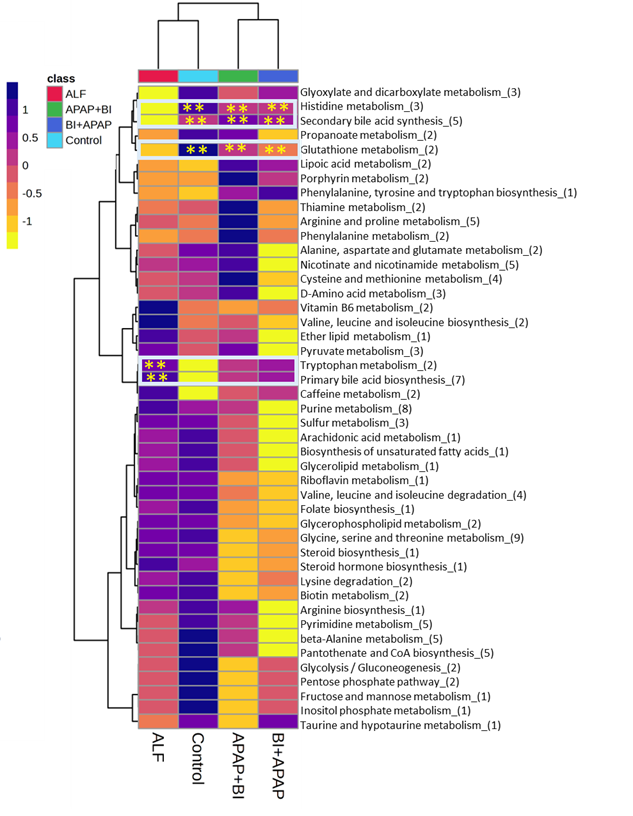 class
ALF
APAP+BI
BI+APAP
Control
1
0.5
0
-0.5
-1
Glyoxylate and dicarboxylate metabolism_(3)
** ** ** Histidine metabolism_(3)
** ** ** Secondary bile acid synthesis_(5)
Propanoate metabolism_(2)
** ** ** Glutathione metabolism_(2)
Lipoic acid metabolism_(2)
Porphyrin metabolism_(2)
Phenylalanine, tyrosine and tryptophan biosynthesis_(1)
Thiamine metabolism_(2)
Arginine and proline metabolism_(5)
Phenylalanine metabolism_(2)
Alanine, aspartate and glutamate metabolism_(2)
Nicotinate and nicotinamide metabolism_(5)
Cysteine and methionine metabolism_(4)
D-Amino acid metabolism_(3)
Vitamin B6 metabolism_(2)
Valine, leucine and isoleucine biosynthesis_(2)
Ether lipid metabolism_(1)
Pyruvate metabolism_(3)
** Tryptophan metabolism_(2)
** Primary bile acid biosynthesis_(7)
Caffeine metabolism_(2)
Purine metabolism_(8)
Sulfur metabolism_(3)
Arachidonic acid metabolism_(1)
Biosynthesis of unsaturated fatty acids_(1)
Glycerolipid metabolism_(1)
Riboflavin metabolism_(1)
Valine, leucine and isoleucine degradation_(4)
Folate biosynthesis_(1)
Glycerophospholipid metabolism_(2)
Glycine, serine and threonine metabolism_(9)
Steroid biosynthesis_(1)
Steroid hormone biosynthesis_(1)
Lysine degradation_(2)
Biotin metabolism_(2)
Arginine biosynthesis_(1)
Pyrimidine metabolism_(5)
beta-Alanine metabolism_(5)
Pantothenate and CoA biosynthesis_(5)
Glycolysis / Gluconeogenesis_(2)
Pentose phosphate pathway_(2)
Fructose and mannose metabolism_(1)
Inositol phosphate metabolism_(1)
Taurine and hypotaurine metabolism_(1)
ALF
Control
APAP+BI
BI+APAP